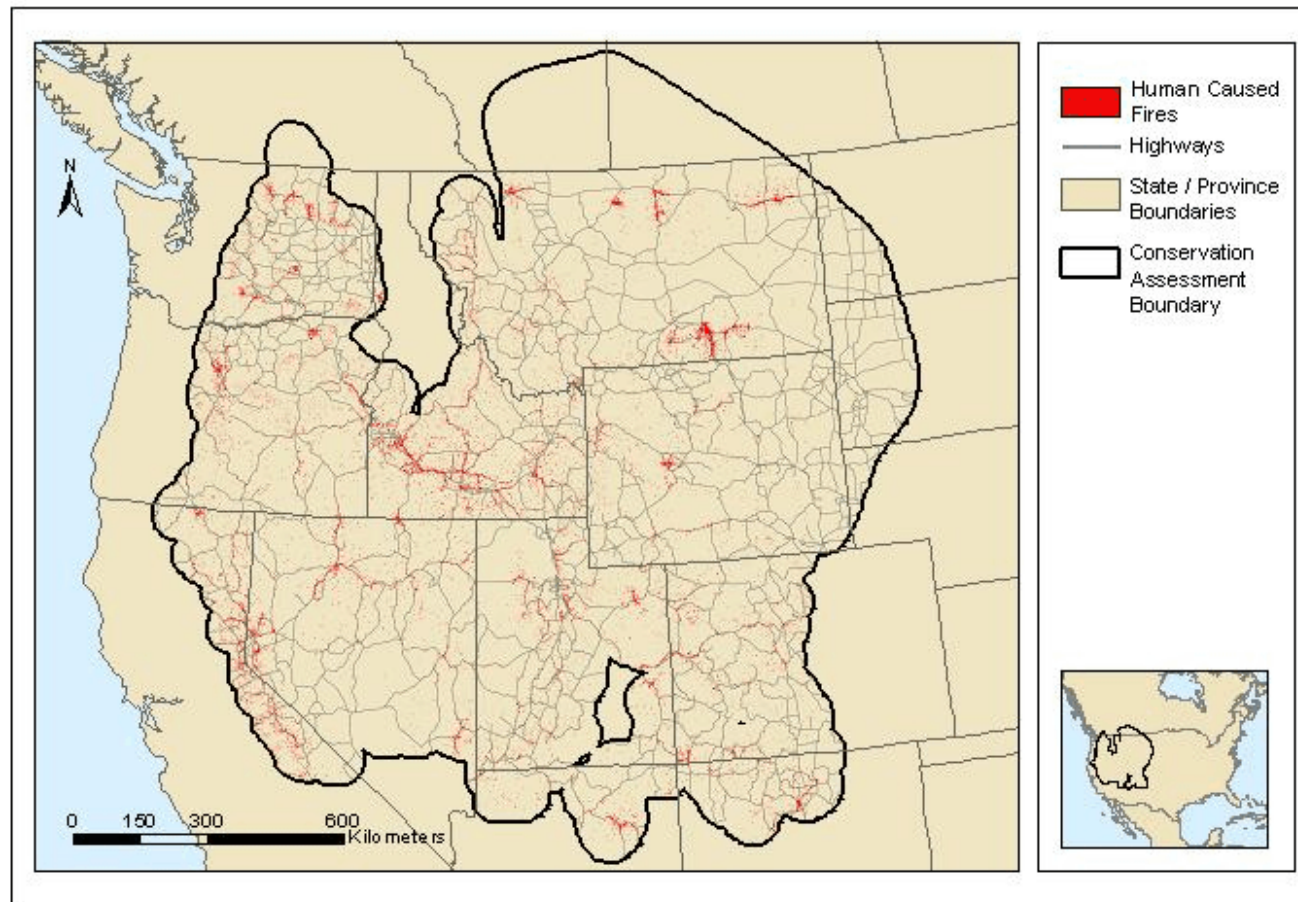 Human Caused
Fires
Highways
State / Province
Boundaries
Conservation
Assessment
Boundary
N
0 150 300 600
Kilometers